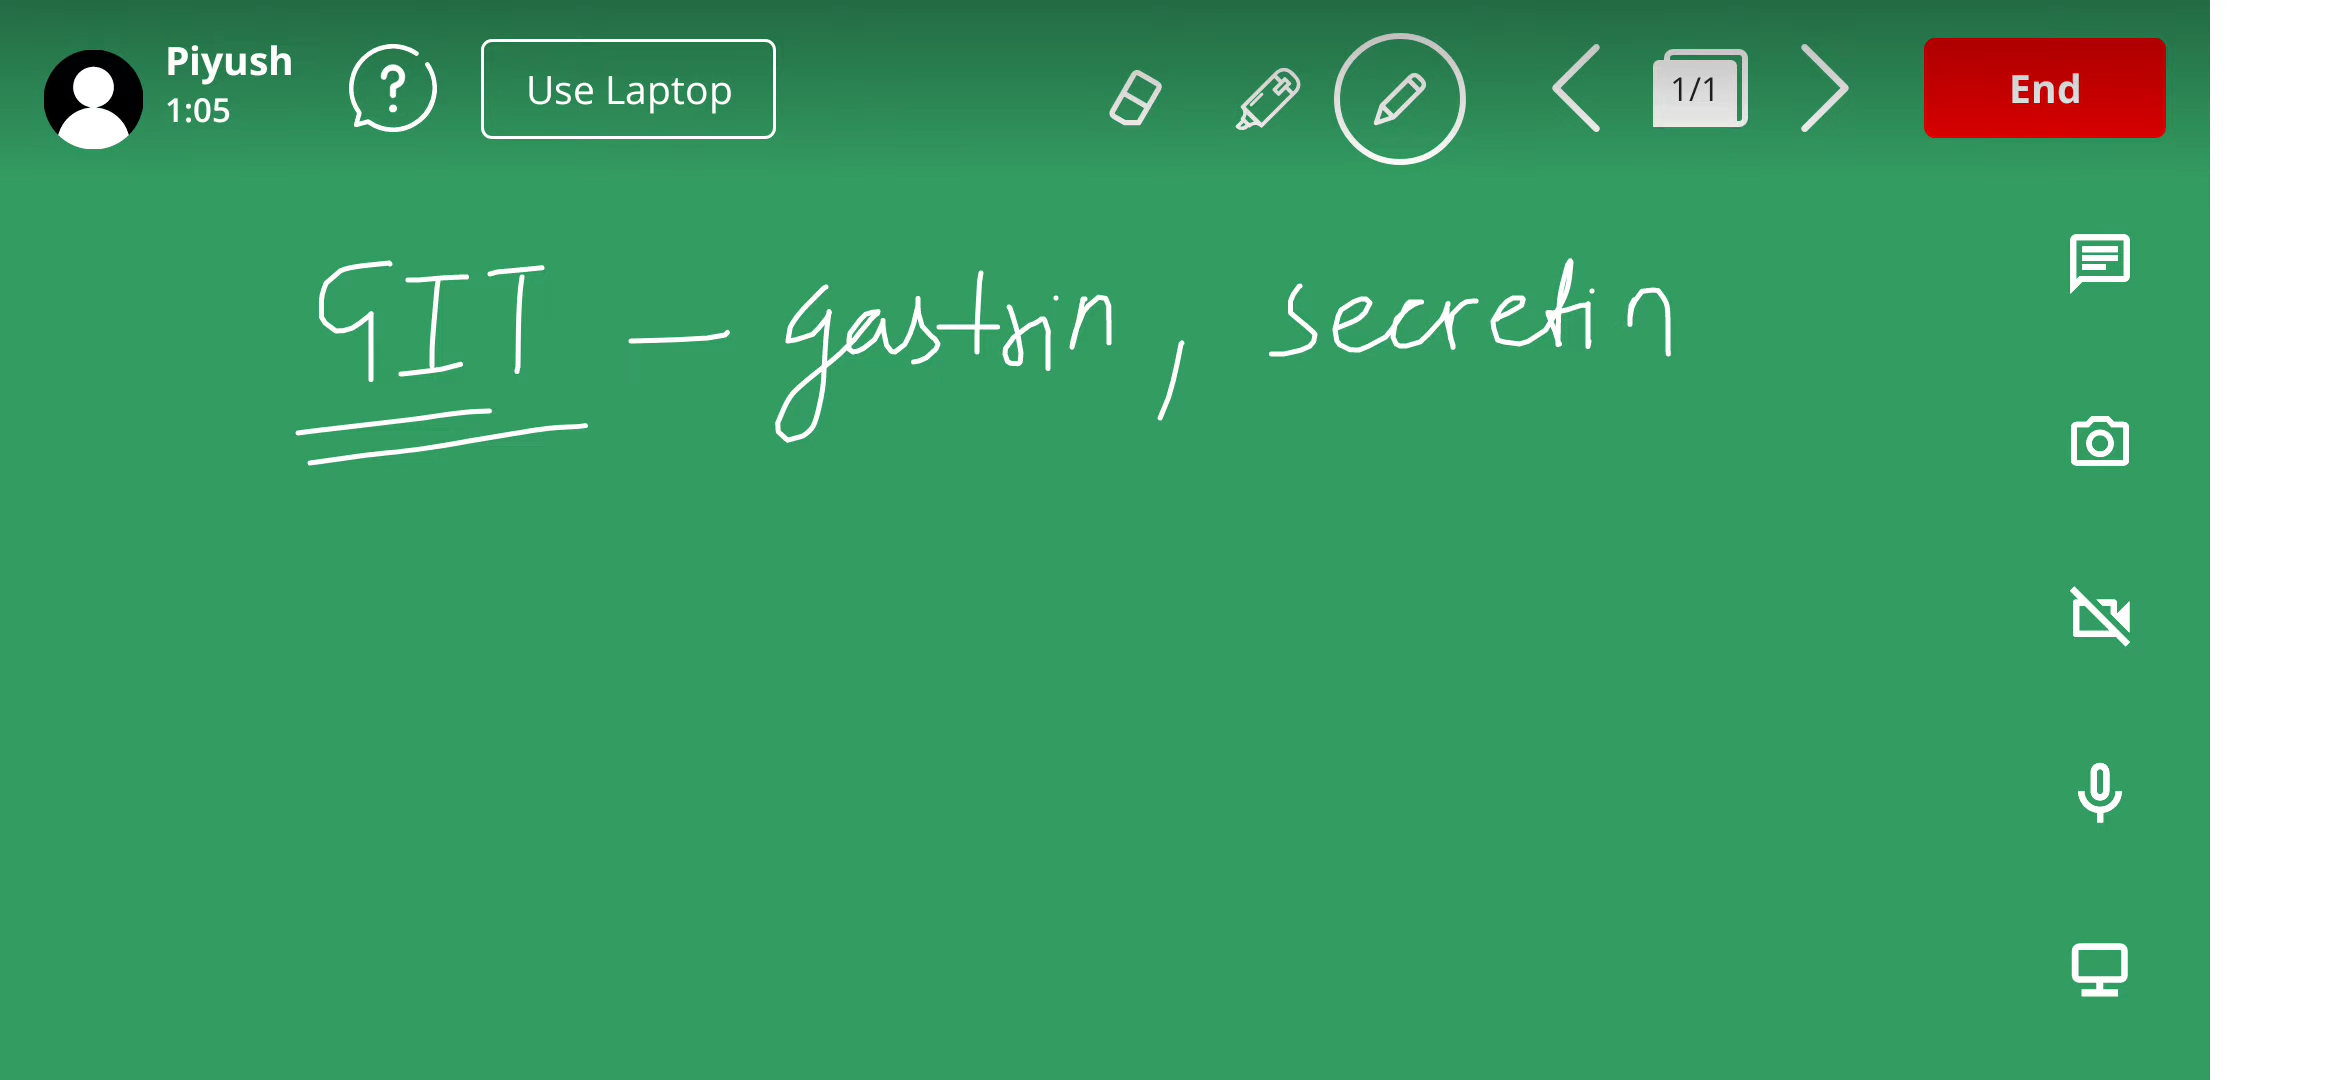 Piyush
1:05
Use Laptop
1/1
End
GIT — gastrin, secretin